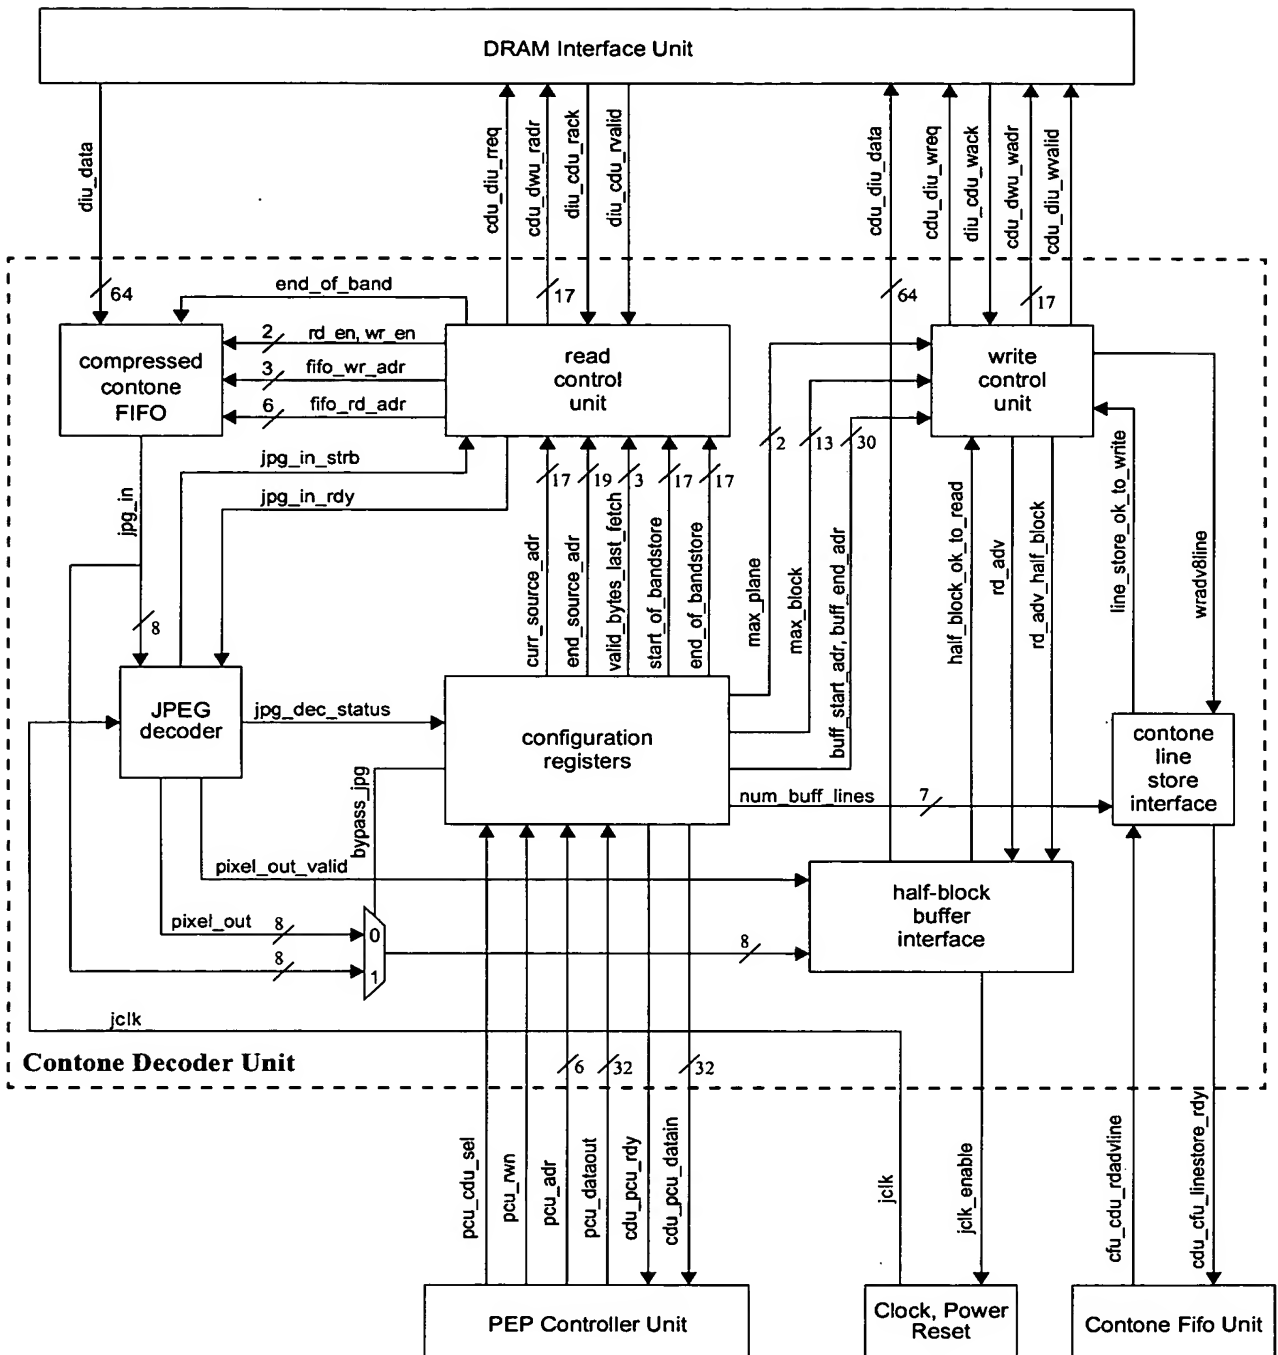 DRAM Interface Unit
diu_data
cdu_diu_rreq
cdu_dwu_radr
diu_cdu_rack
diu_cdu_rvalid
cdu_diu_data
cdu_diu_wreq
diu_cdu_wack
cdu_dwu_wadr
cdu_diu_wvalid
64
end_of_band
17
64
17
compressed
contone
FIFO
2
rd_en, wr_en
3
fifo_wr_adr
6
fifo_rd_adr
read
control
unit
write
control
unit
2
13
30
jpg_in_strb
jpg_in_rdy
jpg_in
8
17
19
3
17
17
curr_source_adr
end_source_adr
valid_bytes_last_fetch
start_of_bandstore
end_of_bandstore
max_plane
max_block
buff_start_adr, buff_end_adr
half_block_ok_to_read
rd_adv
rd_adv_half_block
line_store_ok_to_write
wradv8line
JPEG
decoder
jpg_dec_status
configuration
registers
contone
line
store
interface
bypass_jpg
num_buff_lines
7
pixel_out_valid
pixel_out
8
0
8
1
8
half-block
buffer
interface
jclk
Contone Decoder Unit
6
32
32
pcu_cdu_sel
pcu_rwn
pcu_adr
pcu_dataout
cdu_pcu_rdy
cdu_pcu_datain
jclk
jclk_enable
cfu_cdu_rdadvline
cdu_cfu_linestore_rdy
PEP Controller Unit
Clock, Power
Reset
Contone Fifo Unit